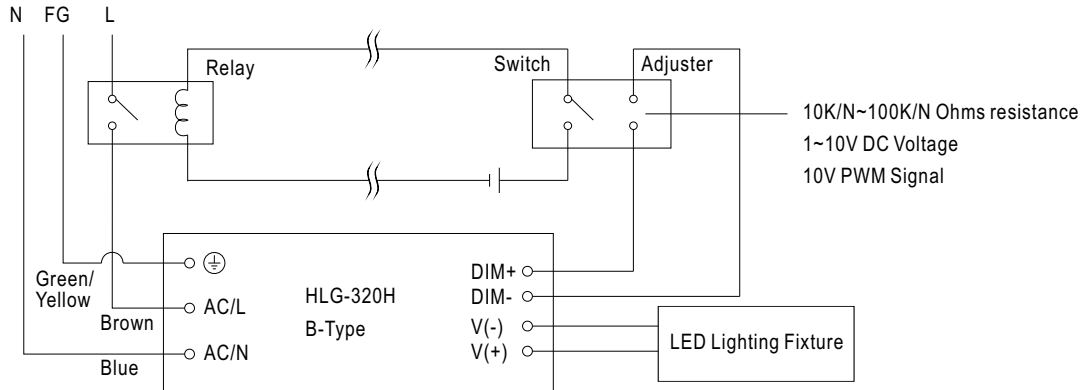 N FG L
Relay
Switch
Adjuster
10K/N~100K/N Ohms resistance
1~10V DC Voltage
10V PWM Signal
Green/
Yellow
Brown
Blue
AC/L
AC/N
HLG-320H
B-Type
DIM+
DIM-
V(-)
V(+)
LED Lighting Fixture